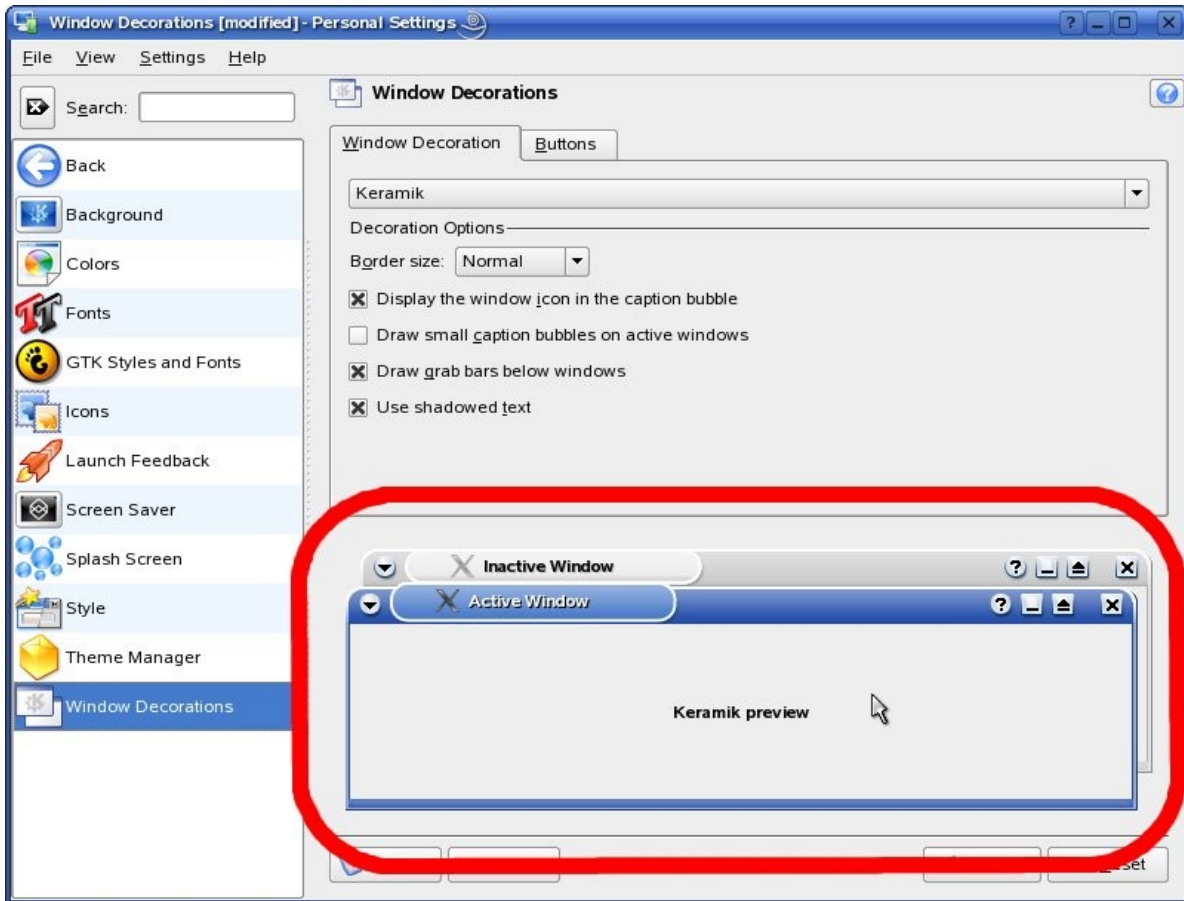 Window Decorations [modified] - Personal Settings
File View Settings Help
Search:
Back
Background
Colors
Fonts
GTK Styles and Fonts
Icons
Launch Feedback
Screen Saver
Splash Screen
Style
Theme Manager
Window Decorations
Window Decorations
Window Decoration Buttons
Keramik
Decoration Options
Border size: Normal
Display the window icon in the caption bubble
Draw small caption bubbles on active windows
Draw grab bars below windows
Use shadowed text
Inactive Window
Active Window
Keramik preview